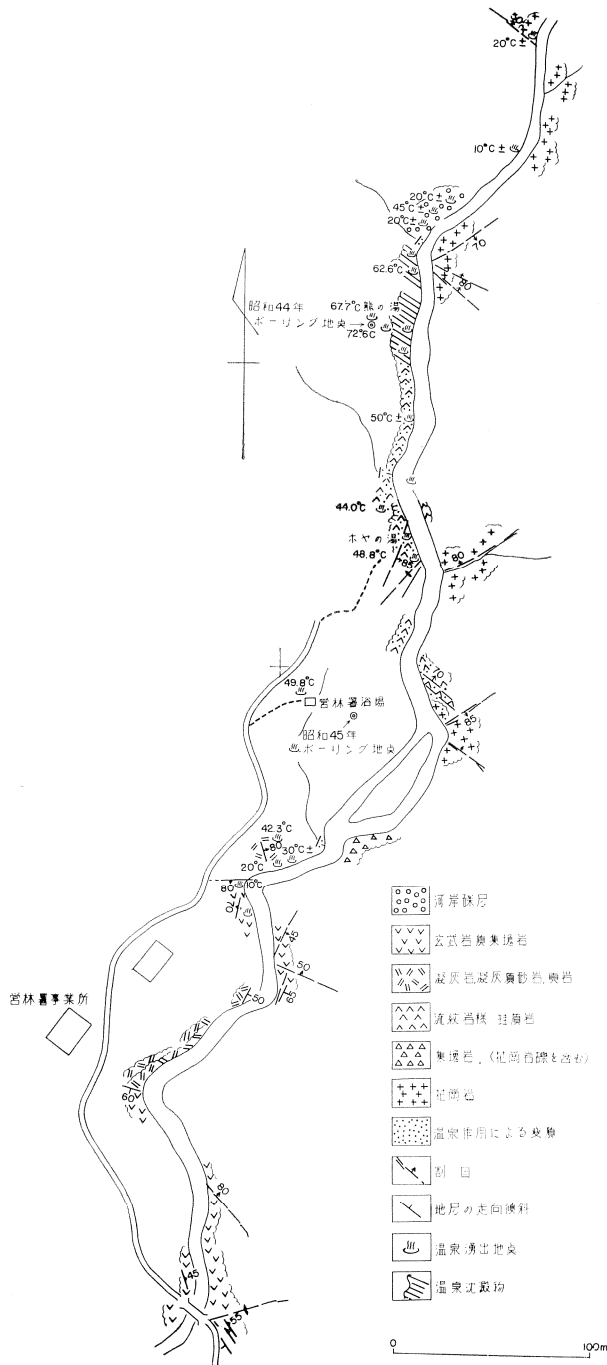 20°C±
10°C±
20°C±
45°C±
20°C±
70
80
62.6°C
昭和44年
ボーリング地点
67.7°C 熊の湯
72.6°C
50°C±
44.0°C
ホヤの湯
48.8°C
85
80
49.8°C
営林署浴場
昭和45年
ボーリング地点
70
85
42.3°C
80
30°C±
20°C
80
10°C
70
45
50
65
50
営林署事業所
60
80
45
55
河岸礫層
玄武岩質集塊岩
凝灰岩,凝灰質砂岩,頁岩
流紋岩様 珪質岩
集塊岩,(花崗岩礫を含む)
花崗岩
温泉作用による変質
割目
地層の走向傾斜
温泉湧出地点
温泉沈澱物
0 100m